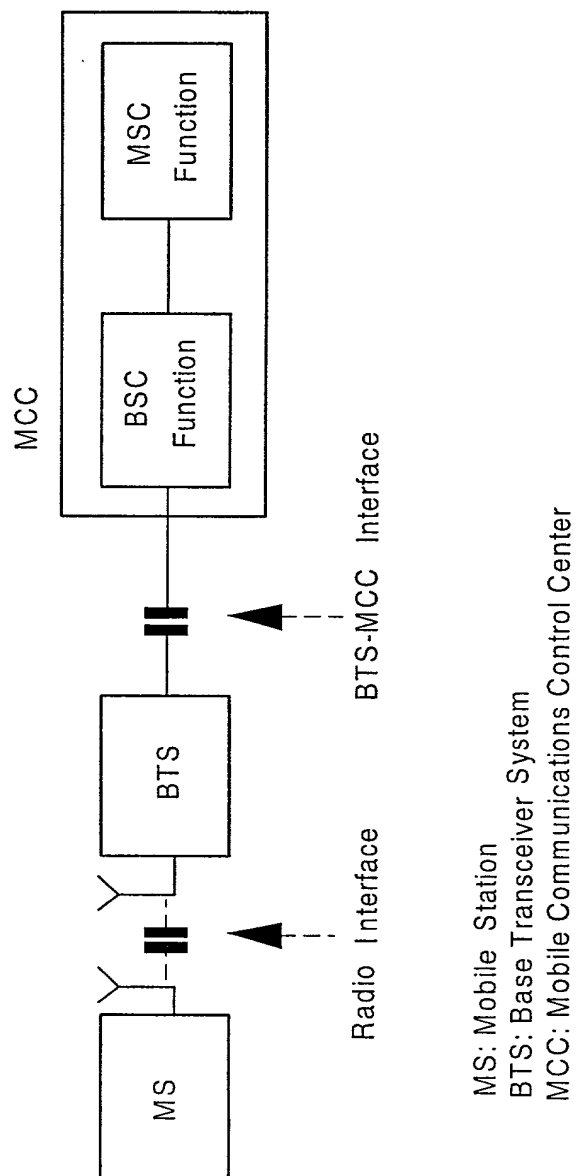 MCC
MS
BTS
BSC
Function
MSC
Function
Radio Interface
BTS-MCC Interface
MS: Mobile Station
BTS: Base Transceiver System
MCC: Mobile Communications Control Center